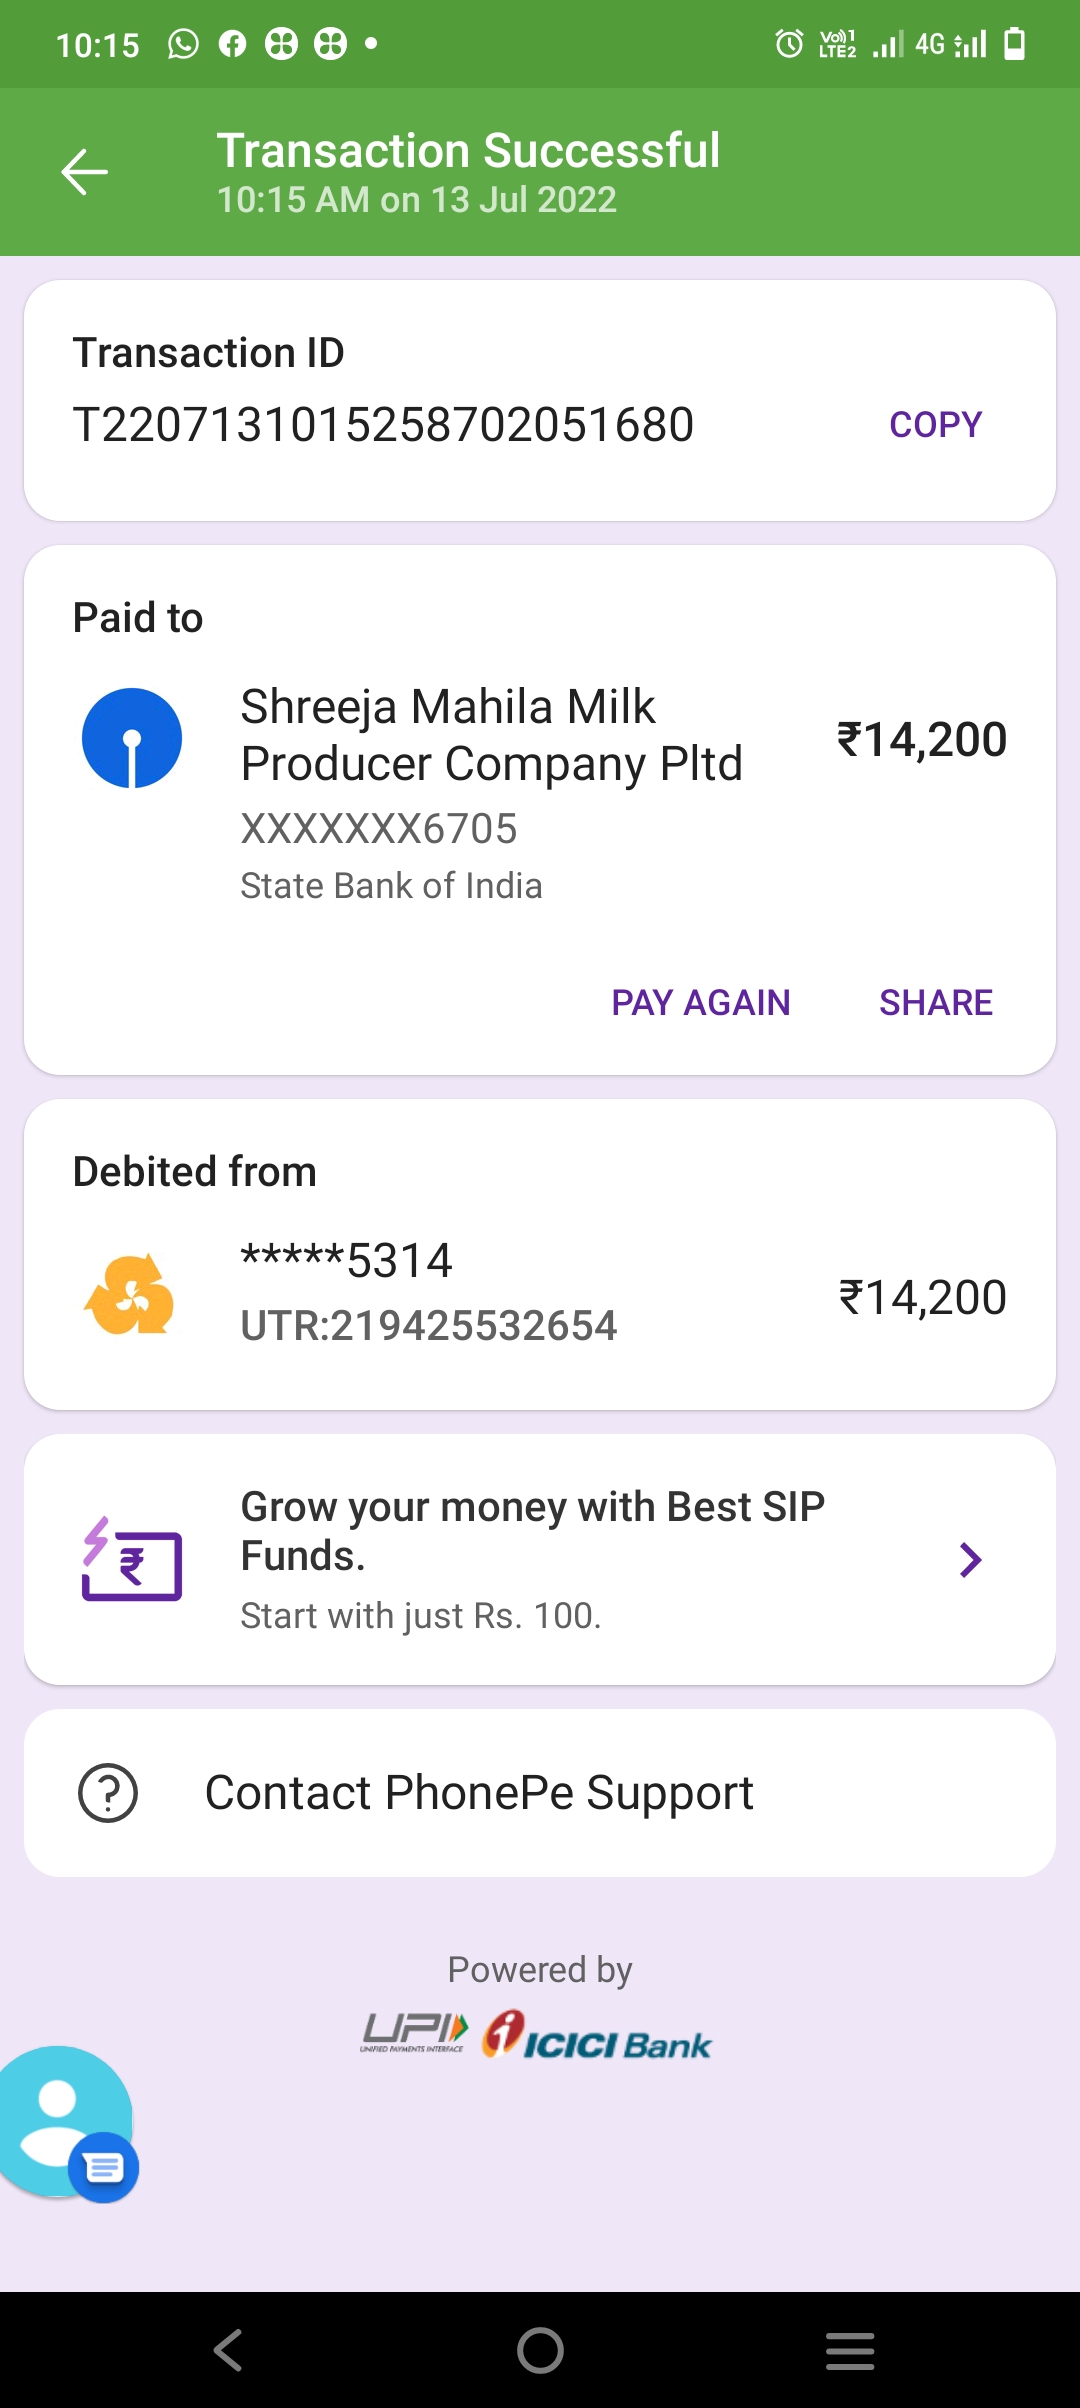 10:15
Vo)) 1
LTE2
4G
Transaction Successful
10:15 AM on 13 Jul 2022
Transaction ID
T2207131015258702051680
COPY
Paid to
Shreeja Mahila Milk
Producer Company Pltd
₹14,200
XXXXXXX6705
State Bank of India
PAY AGAIN
SHARE
Debited from
*****5314
₹14,200
UTR:219425532654
Grow your money with Best SIP
Funds.
Start with just Rs. 100.
Contact PhonePe Support
Powered by
UPI
UNIFIED PAYMENTS INTERFACE
ICICI Bank